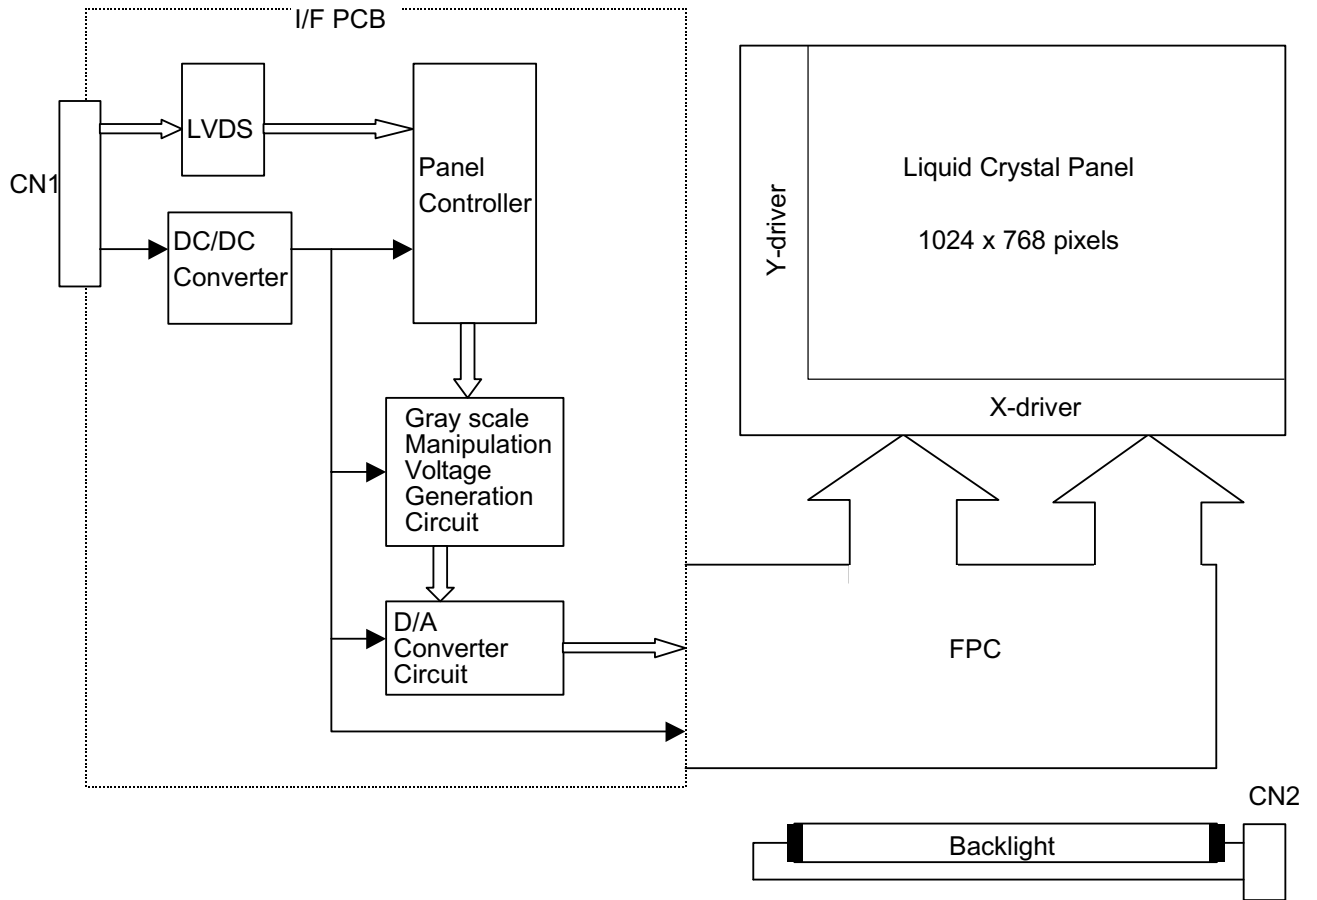 I/F PCB
CN1
LVDS
Panel
Controller
DC/DC
Converter
Gray scale
Manipulation
Voltage
Generation
Circuit
D/A
Converter
Circuit
Y-driver
Liquid Crystal Panel
1024 x 768 pixels
X-driver
FPC
CN2
Backlight